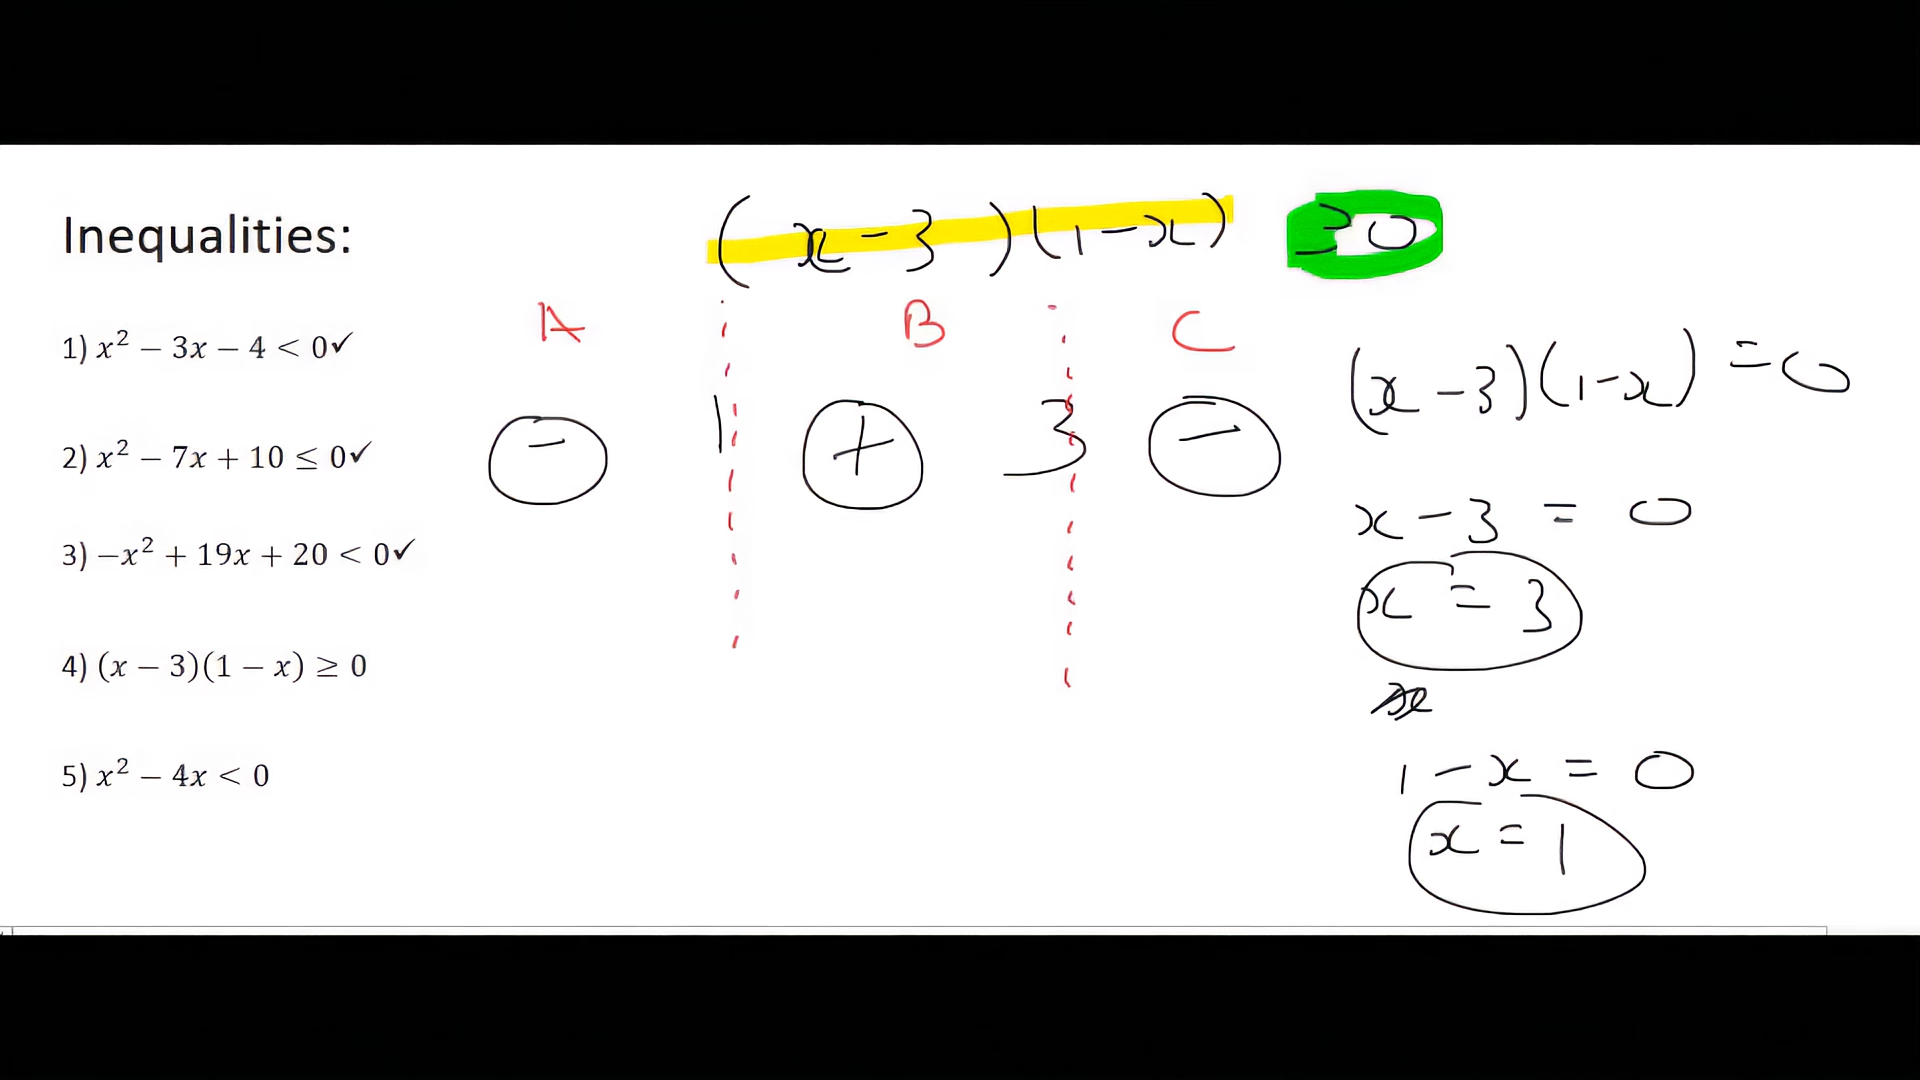 Inequalities:
1) x² − 3x − 4 < 0✓
2) x² − 7x + 10 ≤ 0✓
3) −x² + 19x + 20 < 0✓
4) (x − 3)(1 − x) ≥ 0
5) x² − 4x < 0
(x − 3)(1 − x) ≥ 0
A B C
− 1 + 3 −
(x − 3)(1 − x) = 0
x − 3 = 0
x = 3
1 − x = 0
x = 1